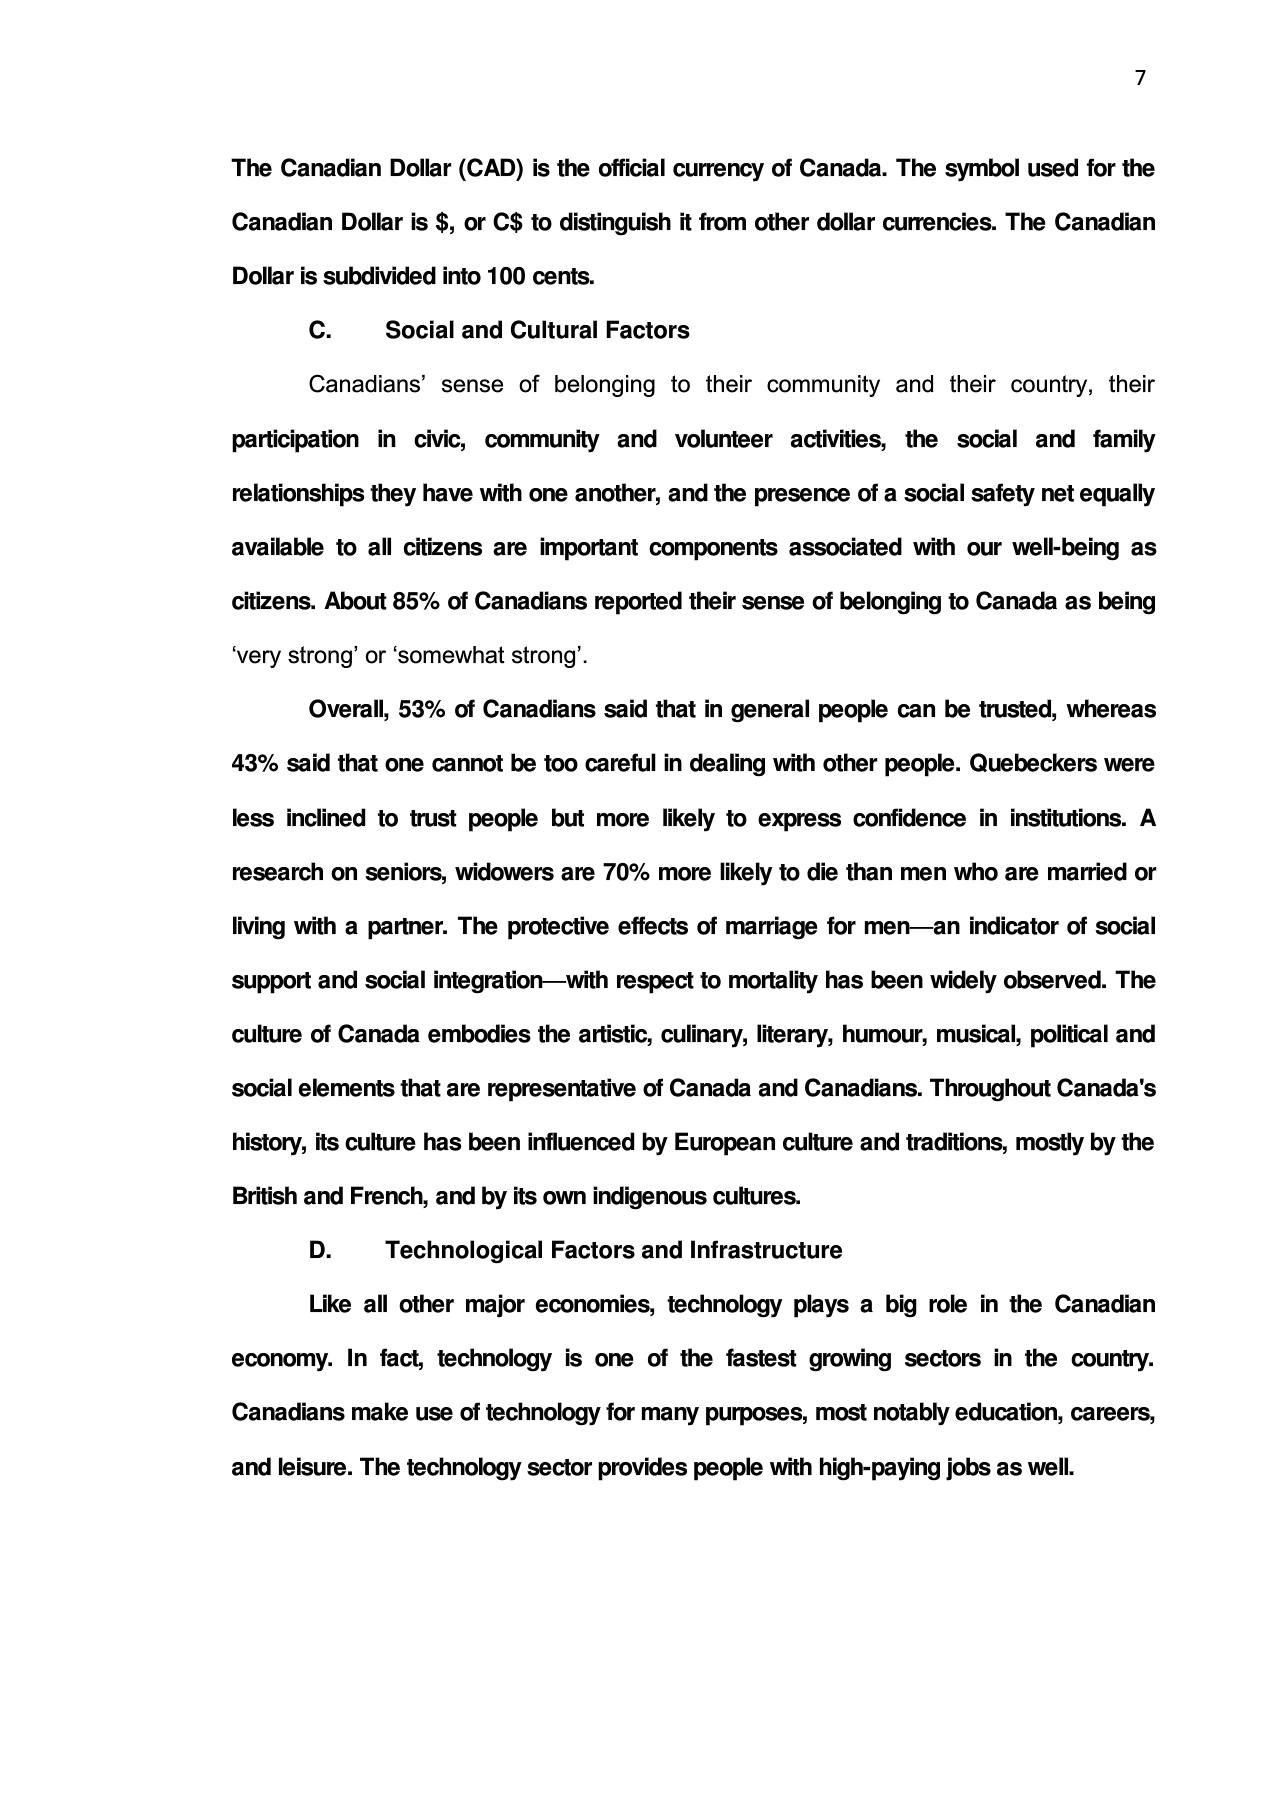 7
The Canadian Dollar (CAD) is the official currency of Canada. The symbol used for the
Canadian Dollar is $, or C$ to distinguish it from other dollar currencies. The Canadian
Dollar is subdivided into 100 cents.
C. Social and Cultural Factors
Canadians’ sense of belonging to their community and their country, their
participation in civic, community and volunteer activities, the social and family
relationships they have with one another, and the presence of a social safety net equally
available to all citizens are important components associated with our well-being as
citizens. About 85% of Canadians reported their sense of belonging to Canada as being
‘very strong’ or ‘somewhat strong’.
Overall, 53% of Canadians said that in general people can be trusted, whereas
43% said that one cannot be too careful in dealing with other people. Quebeckers were
less inclined to trust people but more likely to express confidence in institutions. A
research on seniors, widowers are 70% more likely to die than men who are married or
living with a partner. The protective effects of marriage for men—an indicator of social
support and social integration—with respect to mortality has been widely observed. The
culture of Canada embodies the artistic, culinary, literary, humour, musical, political and
social elements that are representative of Canada and Canadians. Throughout Canada's
history, its culture has been influenced by European culture and traditions, mostly by the
British and French, and by its own indigenous cultures.
D. Technological Factors and Infrastructure
Like all other major economies, technology plays a big role in the Canadian
economy. In fact, technology is one of the fastest growing sectors in the country.
Canadians make use of technology for many purposes, most notably education, careers,
and leisure. The technology sector provides people with high-paying jobs as well.